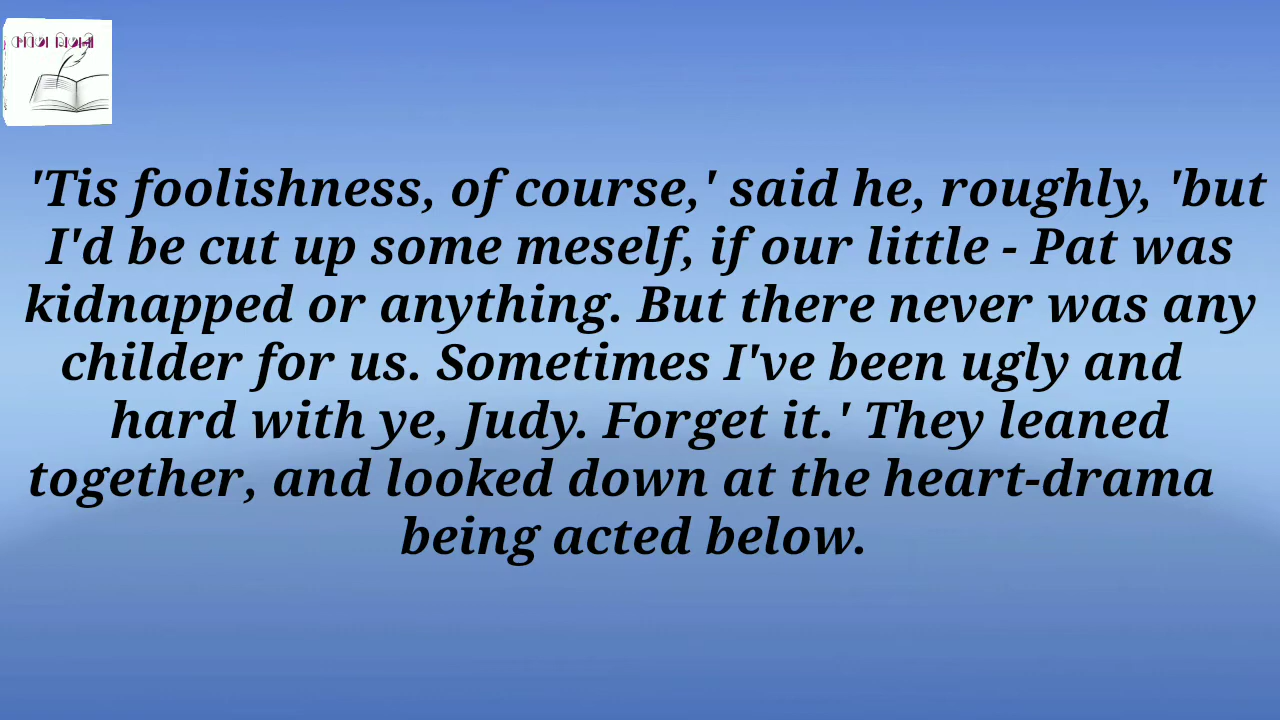 'Tis foolishness, of course,' said he, roughly, 'but
I'd be cut up some meself, if our little - Pat was
kidnapped or anything. But there never was any
childer for us. Sometimes I've been ugly and
hard with ye, Judy. Forget it.' They leaned
together, and looked down at the heart-drama
being acted below.